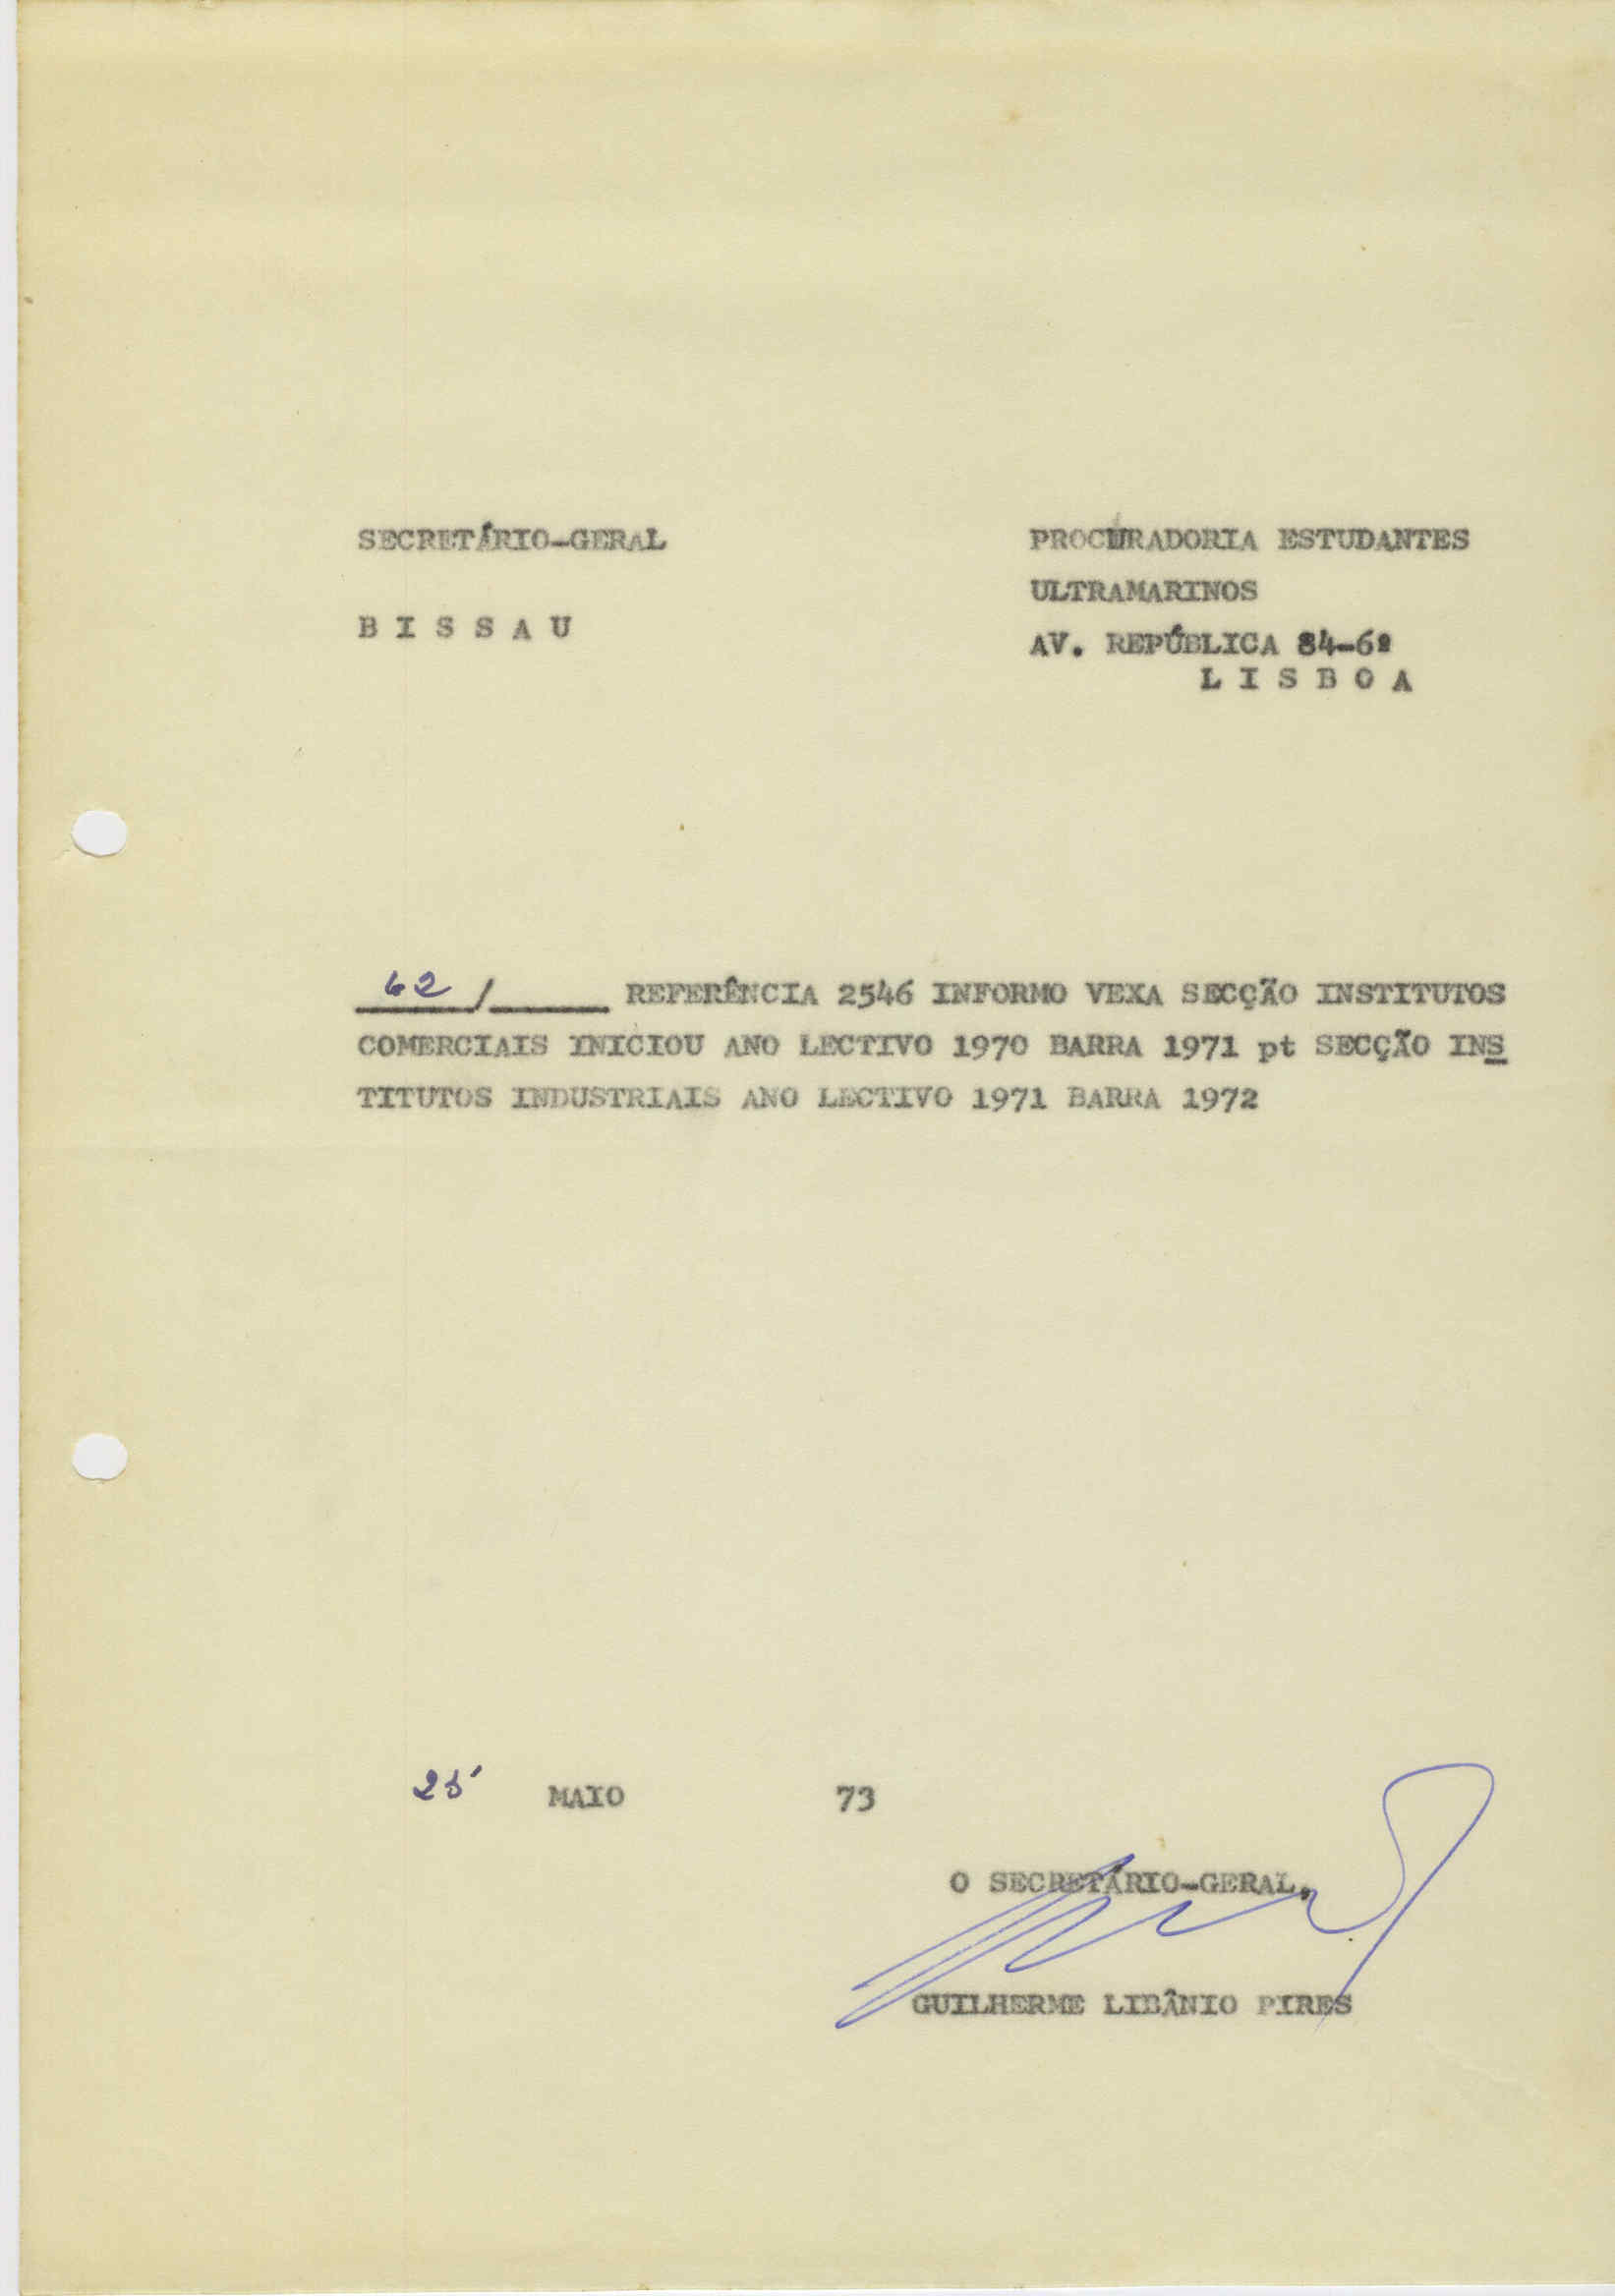 SECRETÁRIO-GERAL
B I S S A U
PROCURADORIA ESTUDANTES
ULTRAMARINOS
AV. REPÚBLICA 84-6º
L I S B O A
62 / REFERÊNCIA 2546 INFORMO VEXA SECÇÃO INSTITUTOS
COMERCIAIS INICIOU ANO LECTIVO 1970 BARRA 1971 pt SECÇÃO INS
TITUTOS INDUSTRIAIS ANO LECTIVO 1971 BARRA 1972
25 MAIO 73
O SECRETÁRIO-GERAL,
GUILHERME LIBÂNIO PIRES